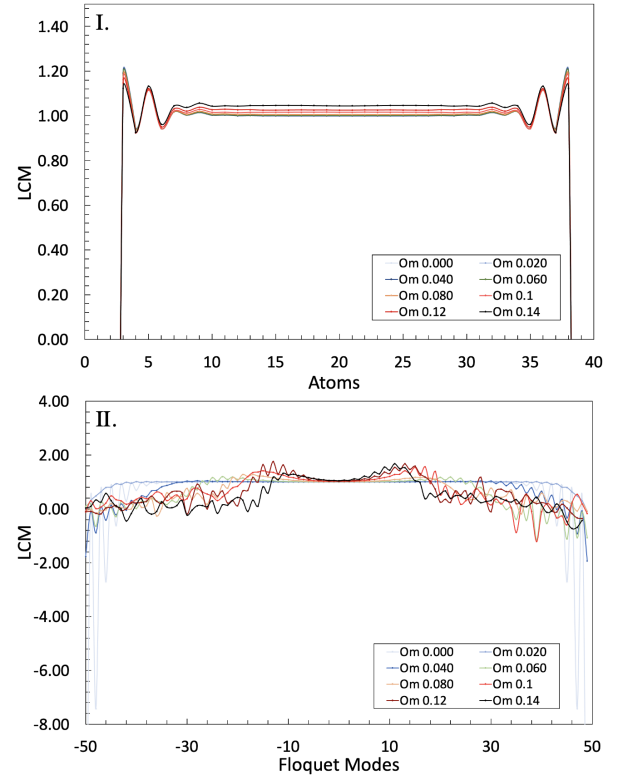 I.
1.40
1.20
1.00
0.80
0.60
0.40
0.20
0.00
LCM
Om 0.000 Om 0.020
Om 0.040 Om 0.060
Om 0.080 Om 0.1
Om 0.12 Om 0.14
0 5 10 15 20 25 30 35 40
Atoms
II.
4.00
2.00
0.00
-2.00
-4.00
-6.00
-8.00
LCM
Om 0.000 Om 0.020
Om 0.040 Om 0.060
Om 0.080 Om 0.1
Om 0.12 Om 0.14
-50 -30 -10 10 30 50
Floquet Modes